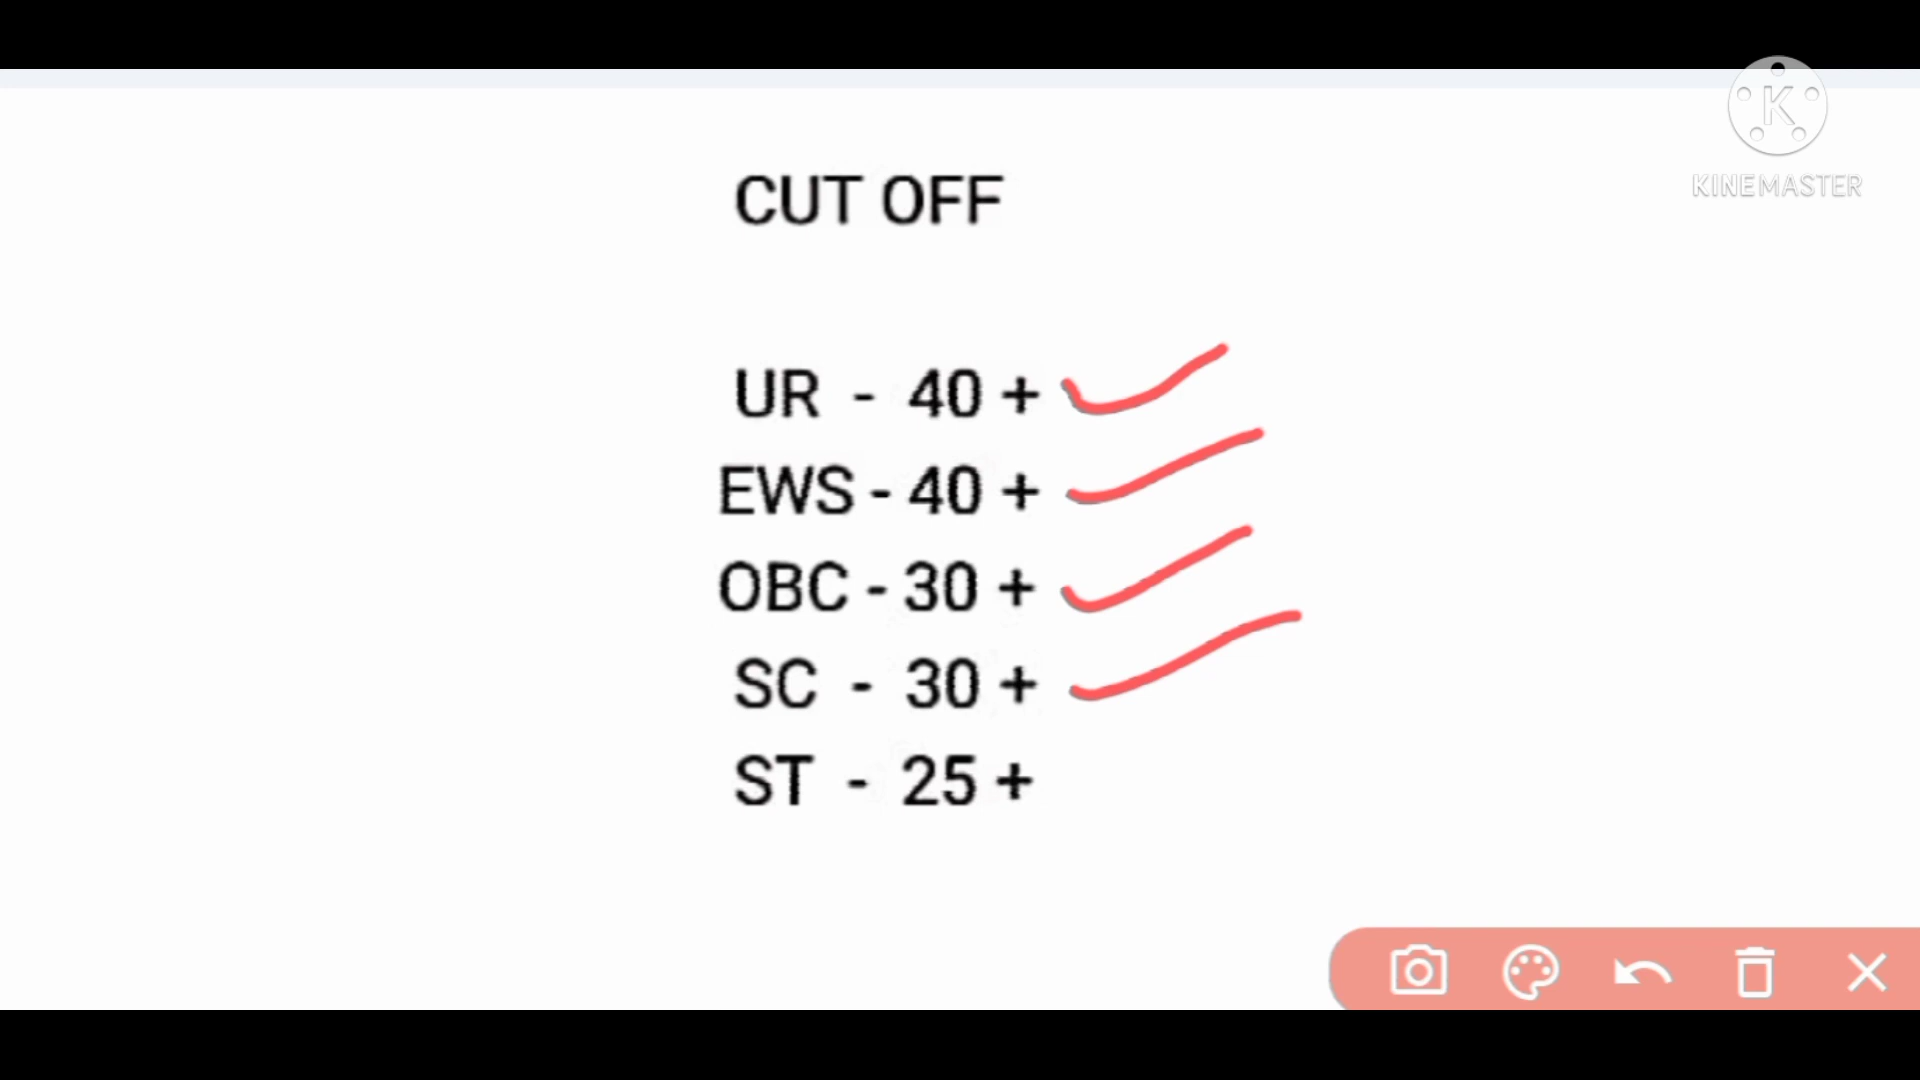 K
KINEMASTER
CUT OFF
UR - 40 +
EWS - 40 +
OBC - 30 +
SC - 30 +
ST - 25 +